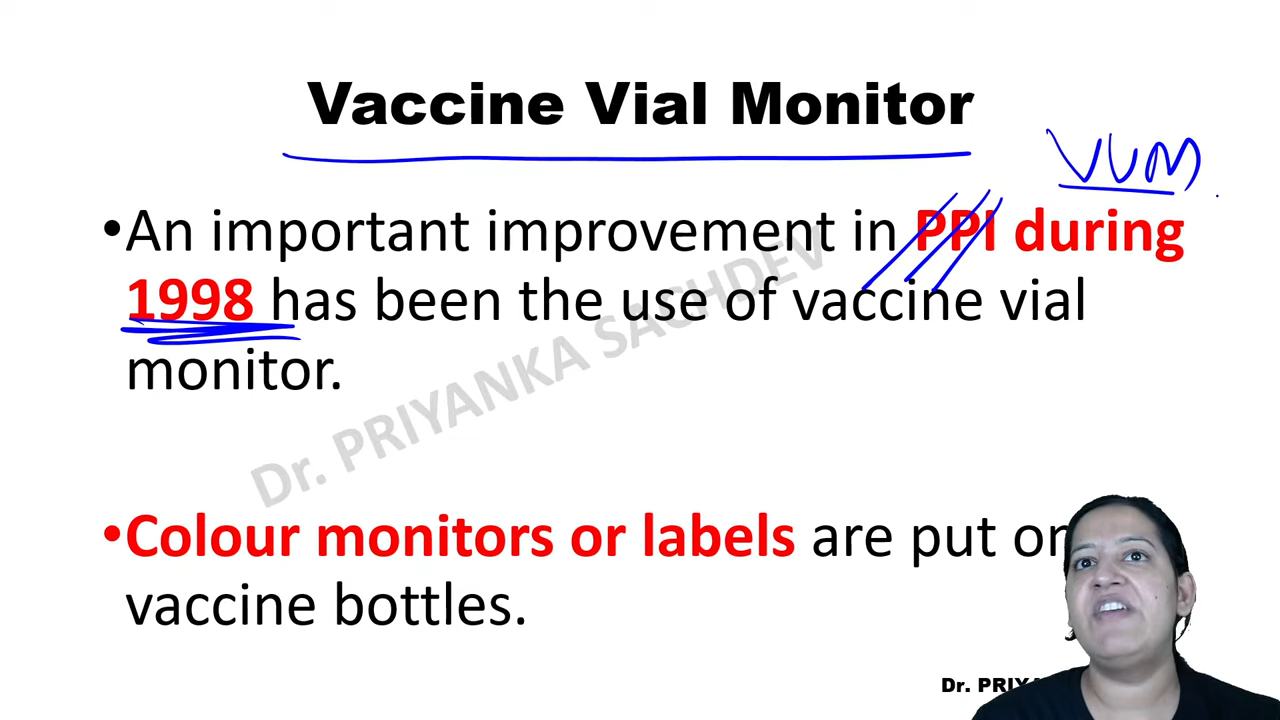 Vaccine Vial Monitor
VVM
•An important improvement in PPI during
1998 has been the use of vaccine vial
monitor.
Dr. PRIYANKA SACHDEV
•Colour monitors or labels are put on
vaccine bottles.
Dr.